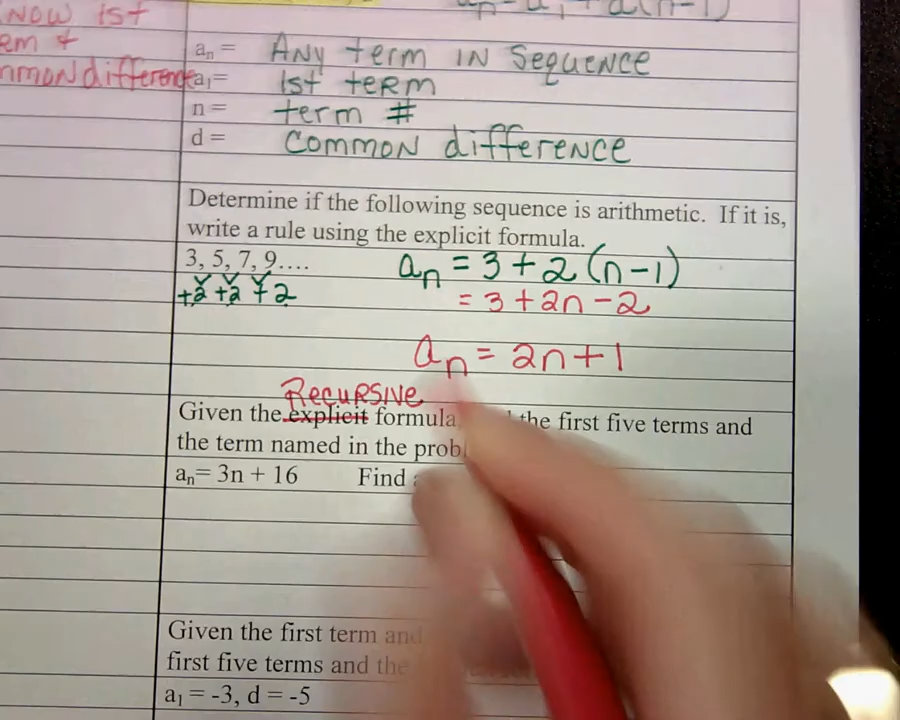 NOW 1st
aₙ = a₁ + d(n-1)
em &
mmon difference
aₙ = Any term in Sequence
a₁= 1st term
n = term #
d = Common difference
Determine if the following sequence is arithmetic. If it is,
write a rule using the explicit formula.
3, 5, 7, 9.... aₙ = 3 + 2 (n-1)
+2 +2 +2 = 3 + 2n - 2
aₙ = 2n + 1
Recursive
Given the explicit formula the first five terms and
the term named in the prob
aₙ= 3n + 16 Find
Given the first term and
first five terms and the
a₁ = -3, d = -5